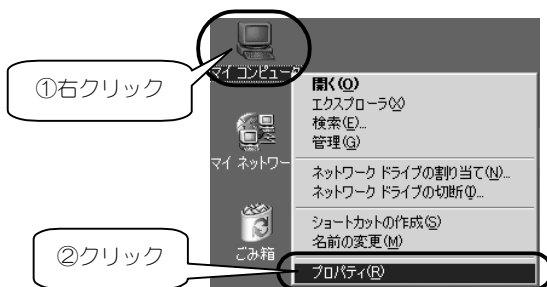 ①右クリック
マイ コンピュータ
開く(O)
エクスプローラ(X)
検索(E)...
管理(G)
マイ ネットワー
ネットワーク ドライブの割り当て(N)...
ネットワーク ドライブの切断(I)...
ショートカットの作成(S)
名前の変更(M)
ごみ箱
②クリック
プロパティ(R)